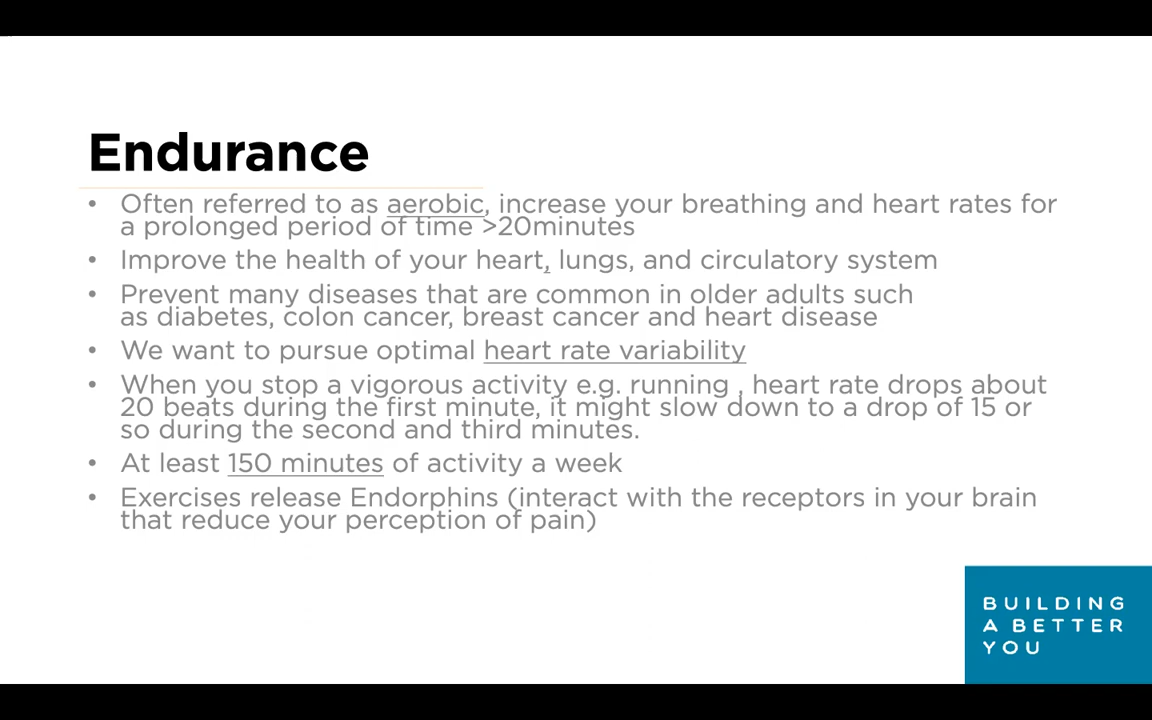 Endurance
• Often referred to as aerobic, increase your breathing and heart rates for
a prolonged period of time >20minutes
• Improve the health of your heart, lungs, and circulatory system
• Prevent many diseases that are common in older adults such
as diabetes, colon cancer, breast cancer and heart disease
• We want to pursue optimal heart rate variability
• When you stop a vigorous activity e.g. running , heart rate drops about
20 beats during the first minute, it might slow down to a drop of 15 or
so during the second and third minutes.
• At least 150 minutes of activity a week
• Exercises release Endorphins (interact with the receptors in your brain
that reduce your perception of pain)
BUILDING
A BETTER
YOU